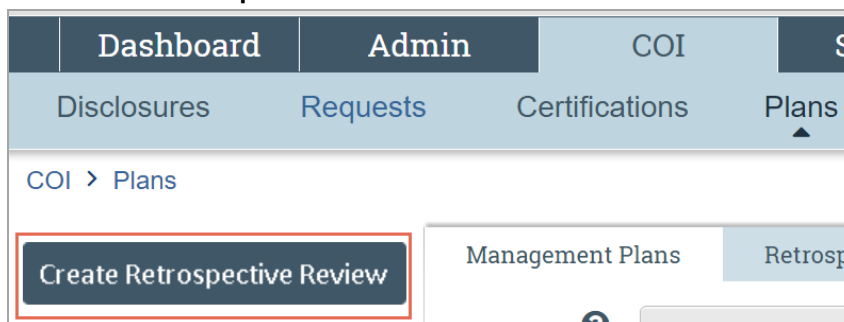 Dashboard Admin COI
Disclosures Requests Certifications Plans
COI > Plans
Create Retrospective Review Management Plans
?